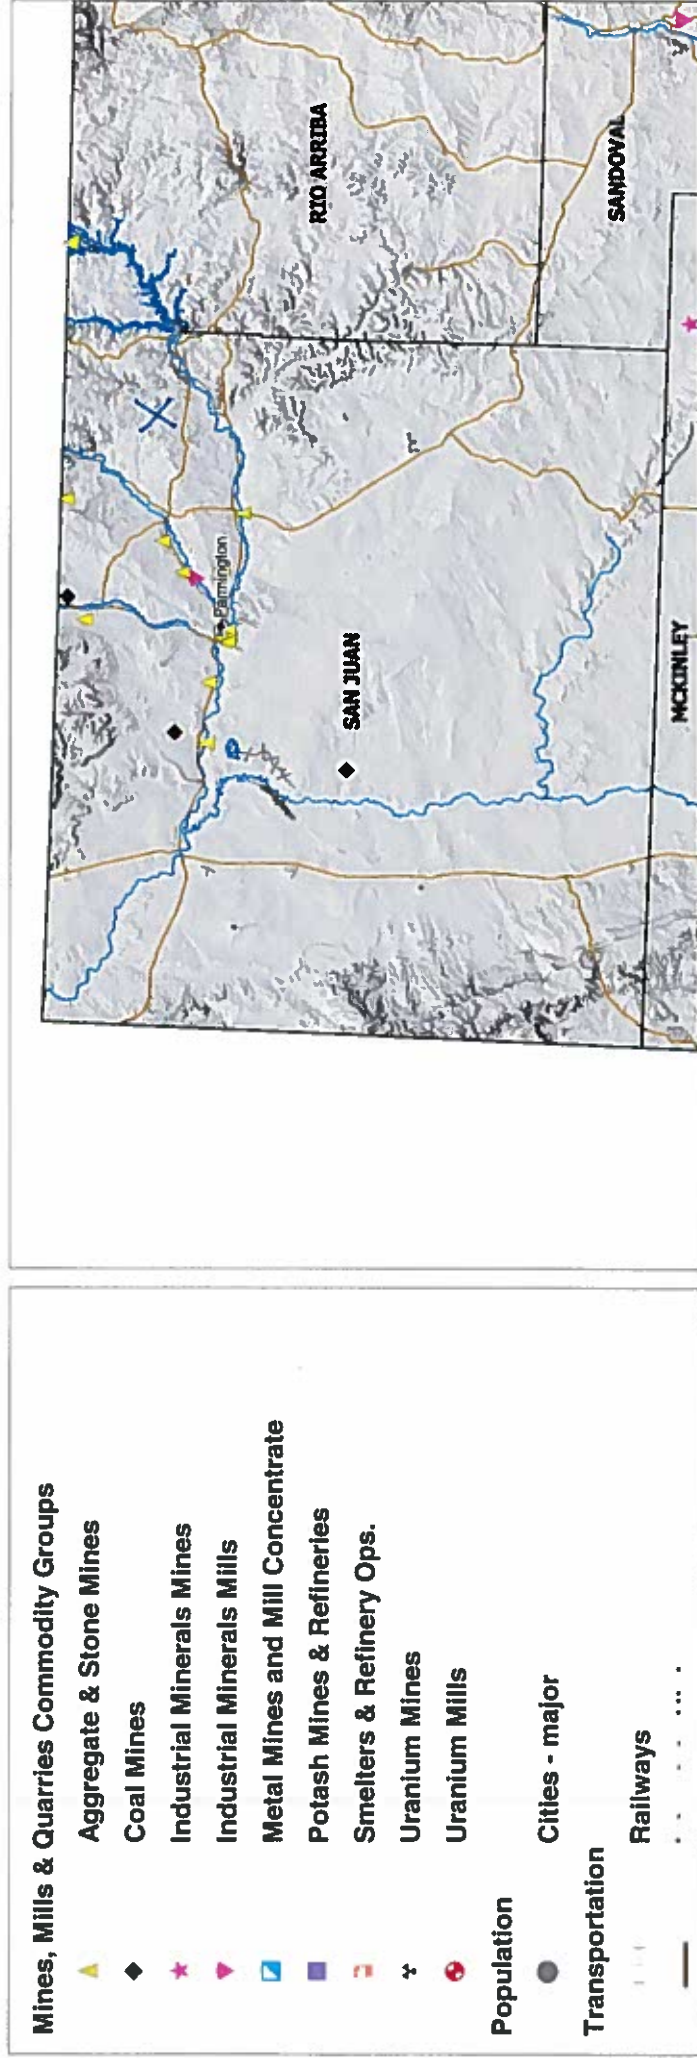 Mines, Mills & Quarries Commodity Groups
Aggregate & Stone Mines
Coal Mines
Industrial Minerals Mines
Industrial Minerals Mills
Metal Mines and Mill Concentrate
Potash Mines & Refineries
Smelters & Refinery Ops.
Uranium Mines
Uranium Mills
Population
Cities - major
Transportation
Railways
RIO ARRIBA
SANDOVAL
Farmington
SAN JUAN
MCKINLEY